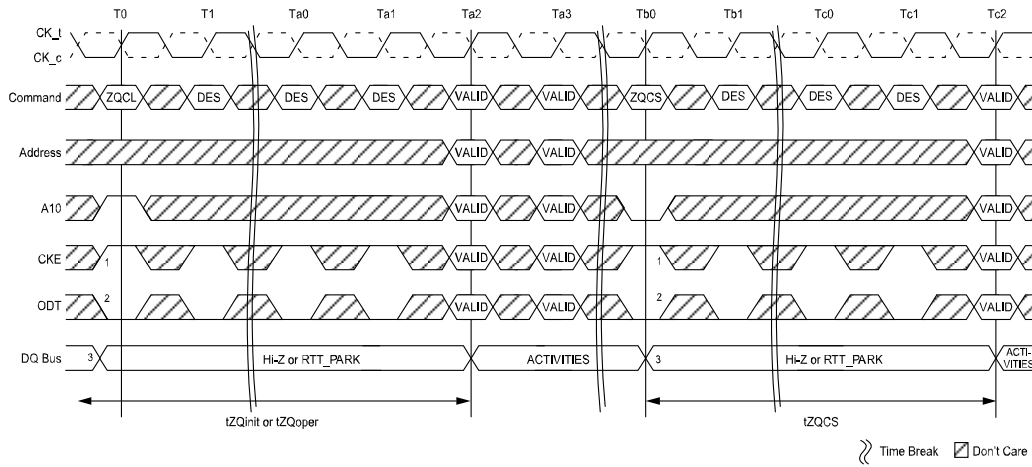 T0 T1 Ta0 Ta1 Ta2 Ta3 Tb0 Tb1 Tc0 Tc1 Tc2
CK_t
CK_c
Command ZQCL DES DES DES VALID VALID ZQCS DES DES DES VALID
Address VALID VALID VALID
A10 VALID VALID VALID
CKE 1 VALID VALID 1 VALID
ODT 2 VALID VALID 2 VALID
DQ Bus 3 Hi-Z or RTT_PARK ACTIVITIES 3 Hi-Z or RTT_PARK ACTI-
VITIES
tZQinit or tZQoper tZQCS
Time Break Don't Care